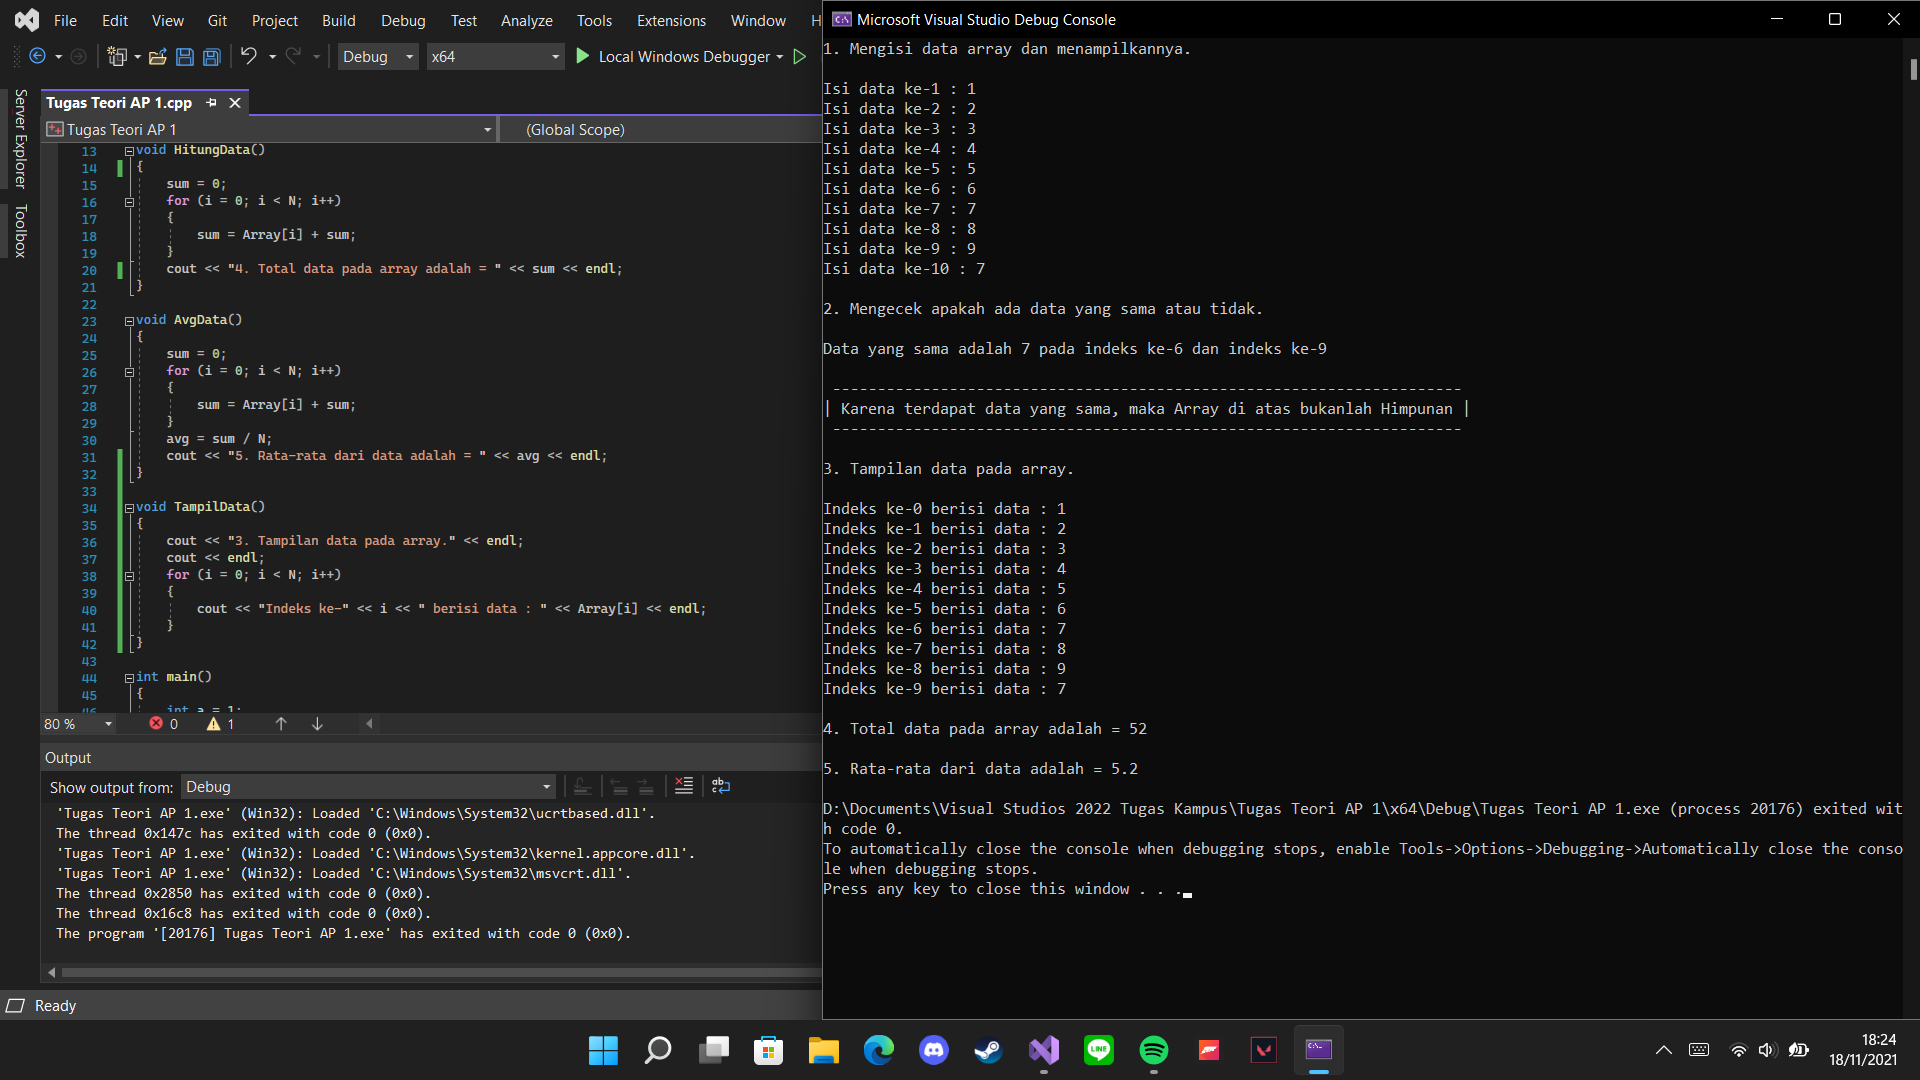 File Edit View Git Project Build Debug Test Analyze Tools Extensions Window H
Debug x64 Local Windows Debugger
Server Explorer
Toolbox
Tugas Teori AP 1.cpp
Tugas Teori AP 1 (Global Scope)
13 void HitungData()
14 {
15 sum = 0;
16 for (i = 0; i < N; i++)
17 {
18 sum = Array[i] + sum;
19 }
20 cout << "4. Total data pada array adalah = " << sum << endl;
21 }
22
23 void AvgData()
24 {
25 sum = 0;
26 for (i = 0; i < N; i++)
27 {
28 sum = Array[i] + sum;
29 }
30 avg = sum / N;
31 cout << "5. Rata-rata dari data adalah = " << avg << endl;
32 }
33
34 void TampilData()
35 {
36 cout << "3. Tampilan data pada array." << endl;
37 cout << endl;
38 for (i = 0; i < N; i++)
39 {
40 cout << "Indeks ke-" << i << " berisi data : " << Array[i] << endl;
41 }
42 }
43
44 int main()
45 {
46 int a = 1;
80 % 0 1
Output
Show output from: Debug
'Tugas Teori AP 1.exe' (Win32): Loaded 'C:\Windows\System32\ucrtbased.dll'.
The thread 0x147c has exited with code 0 (0x0).
'Tugas Teori AP 1.exe' (Win32): Loaded 'C:\Windows\System32\kernel.appcore.dll'.
'Tugas Teori AP 1.exe' (Win32): Loaded 'C:\Windows\System32\msvcrt.dll'.
The thread 0x2850 has exited with code 0 (0x0).
The thread 0x16c8 has exited with code 0 (0x0).
The program '[20176] Tugas Teori AP 1.exe' has exited with code 0 (0x0).
Ready
Microsoft Visual Studio Debug Console
1. Mengisi data array dan menampilkannya.
Isi data ke-1 : 1
Isi data ke-2 : 2
Isi data ke-3 : 3
Isi data ke-4 : 4
Isi data ke-5 : 5
Isi data ke-6 : 6
Isi data ke-7 : 7
Isi data ke-8 : 8
Isi data ke-9 : 9
Isi data ke-10 : 7
2. Mengecek apakah ada data yang sama atau tidak.
Data yang sama adalah 7 pada indeks ke-6 dan indeks ke-9
----------------------------------------------------------------------
| Karena terdapat data yang sama, maka Array di atas bukanlah Himpunan |
----------------------------------------------------------------------
3. Tampilan data pada array.
Indeks ke-0 berisi data : 1
Indeks ke-1 berisi data : 2
Indeks ke-2 berisi data : 3
Indeks ke-3 berisi data : 4
Indeks ke-4 berisi data : 5
Indeks ke-5 berisi data : 6
Indeks ke-6 berisi data : 7
Indeks ke-7 berisi data : 8
Indeks ke-8 berisi data : 9
Indeks ke-9 berisi data : 7
4. Total data pada array adalah = 52
5. Rata-rata dari data adalah = 5.2
D:\Documents\Visual Studios 2022 Tugas Kampus\Tugas Teori AP 1\x64\Debug\Tugas Teori AP 1.exe (process 20176) exited wit
h code 0.
To automatically close the console when debugging stops, enable Tools->Options->Debugging->Automatically close the conso
le when debugging stops.
Press any key to close this window . . .
LINE
18:24
18/11/2021